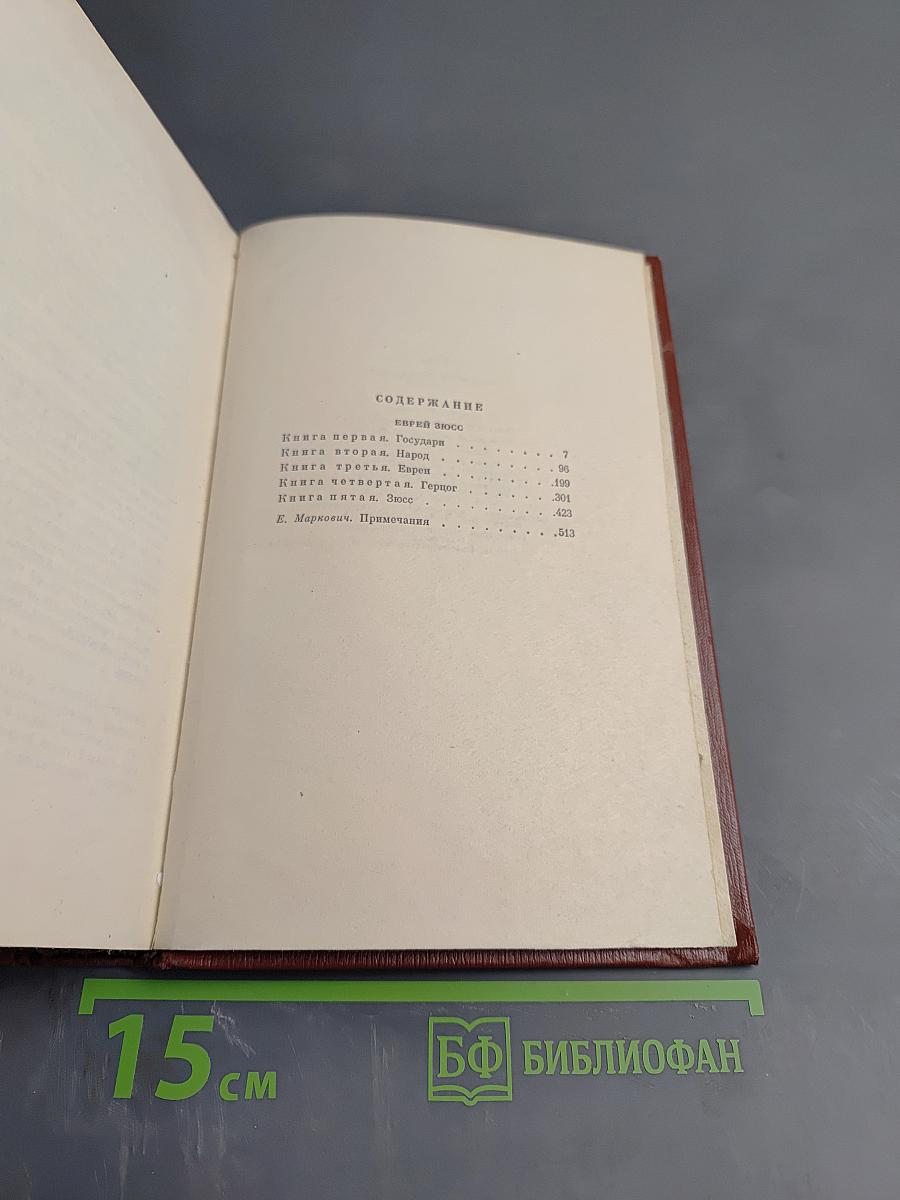 СОДЕРЖАНИЕ
ЕВРЕЙ ЗЮСС
Книга первая. Государи . . . . . . . . 7
Книга вторая. Народ . . . . . . . . . 96
Книга третья. Евреи . . . . . . . . .199
Книга четвертая. Герцог . . . . . . .301
Книга пятая. Зюсс . . . . . . . . . .423
Е. Маркович. Примечания . . . . . . . .513
15 см
БФ БИБЛИОФАН